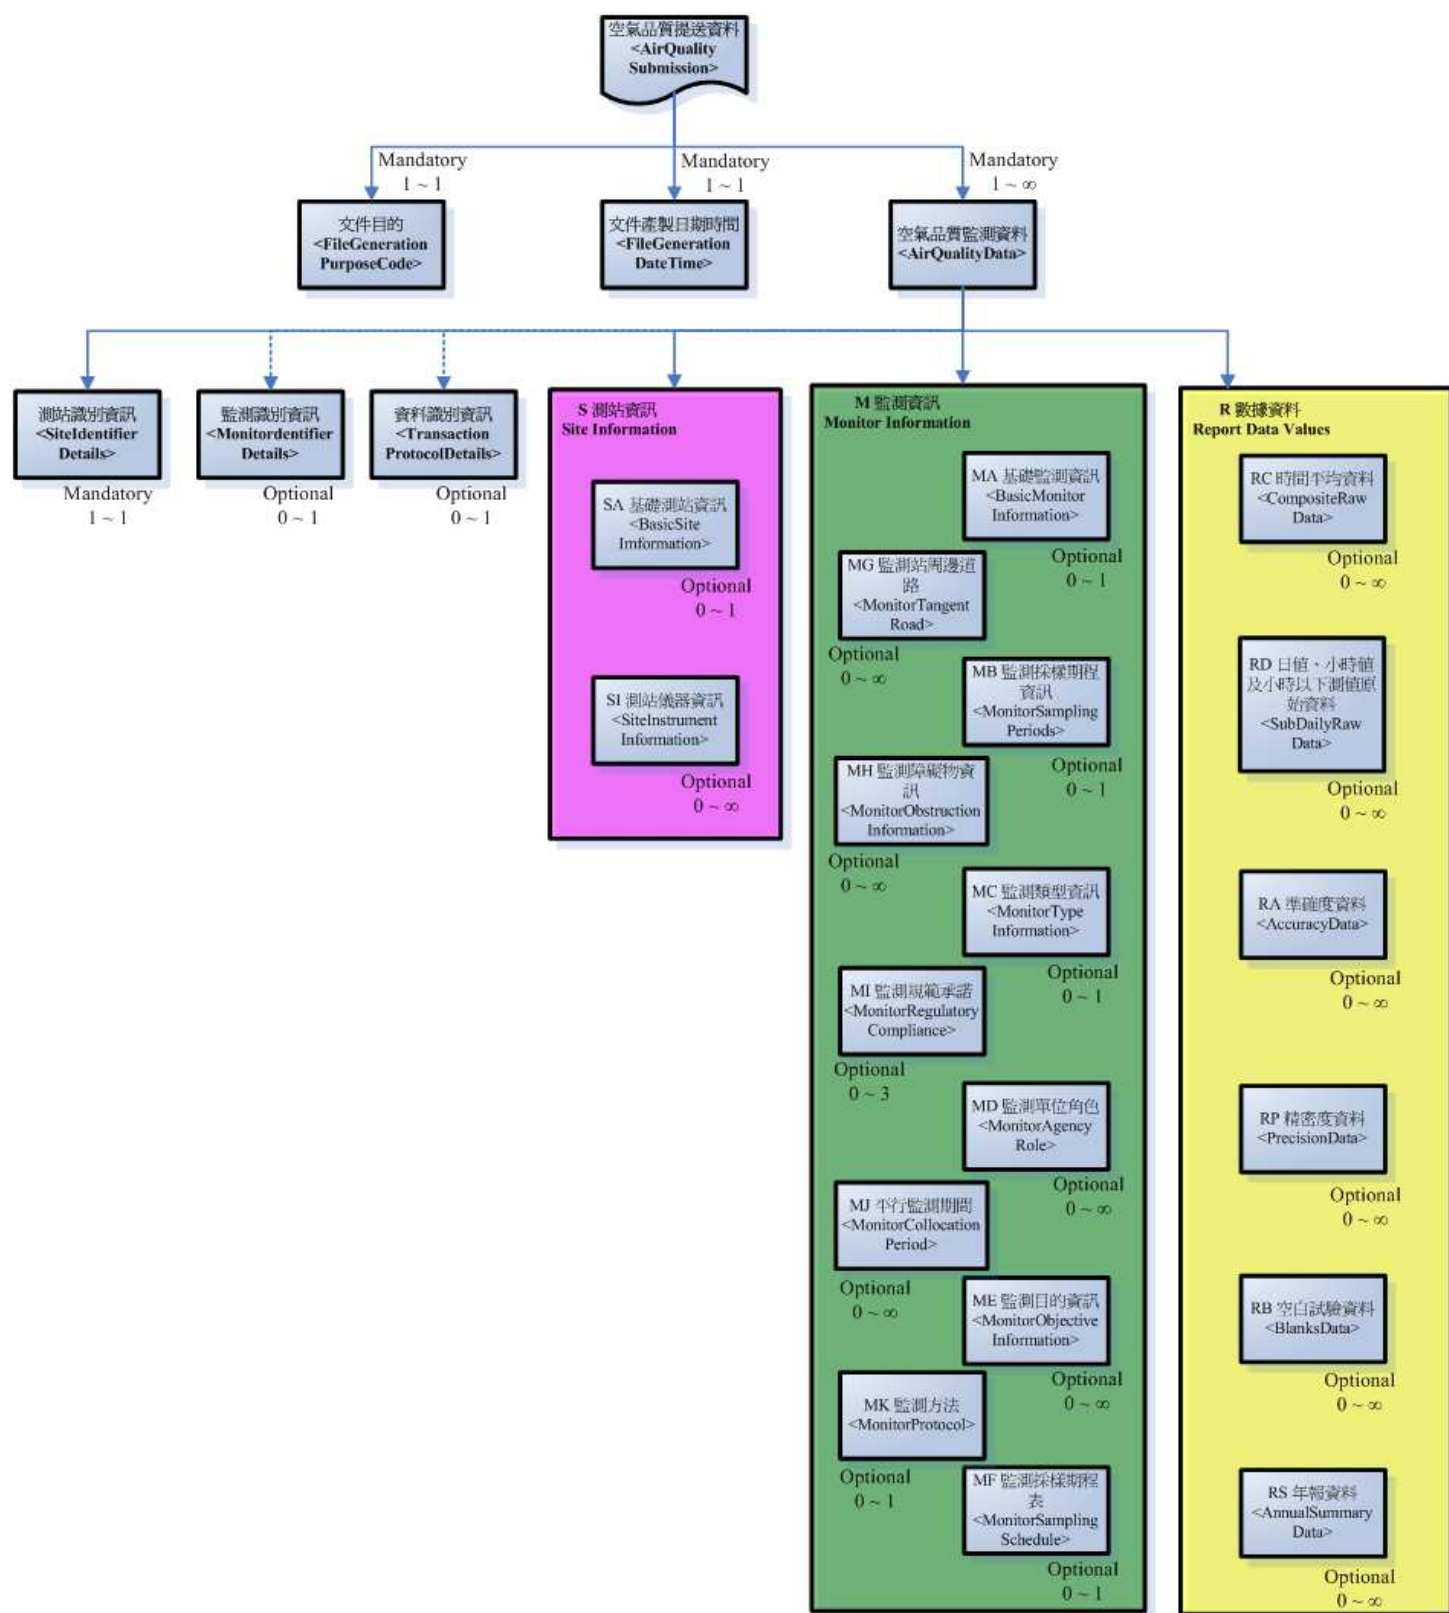 空氣品質提送資料
<AirQuality
Submission>
Mandatory
1 ~ 1
Mandatory
1 ~ 1
Mandatory
1 ~ ∞
文件目的
<FileGeneration
PurposeCode>
文件產製日期時間
<FileGeneration
DateTime>
空氣品質監測資料
<AirQualityData>
測站識別資訊
<SiteIdentifier
Details>
Mandatory
1 ~ 1
監測識別資訊
<Monitordentifier
Details>
Optional
0 ~ 1
資料識別資訊
<Transaction
ProtocolDetails>
Optional
0 ~ 1
S 測站資訊
Site Information
SA 基礎測站資訊
<BasicSite
Imformation>
Optional
0 ~ 1
SI 測站儀器資訊
<SiteInstrument
Information>
Optional
0 ~ ∞
M 監測資訊
Monitor Information
MA 基礎監測資訊
<BasicMonitor
Information>
Optional
0 ~ 1
MG 監測站周邊道
路
<MonitorTangent
Road>
Optional
0 ~ ∞
MB 監測採樣期程
資訊
<MonitorSampling
Periods>
Optional
0 ~ 1
MH 監測障礙物資
訊
<MonitorObstruction
Information>
Optional
0 ~ ∞
MC 監測類型資訊
<MonitorType
Information>
Optional
0 ~ 1
MI 監測規範承諾
<MonitorRegulatory
Compliance>
Optional
0 ~ 3
MD 監測單位角色
<MonitorAgency
Role>
Optional
0 ~ ∞
MJ 平行監測期間
<MonitorCollocation
Period>
Optional
0 ~ ∞
ME 監測目的資訊
<MonitorObjective
Information>
Optional
0 ~ ∞
MK 監測方法
<MonitorProtocol>
Optional
0 ~ 1
MF 監測採樣期程
表
<MonitorSampling
Schedule>
Optional
0 ~ 1
R 數據資料
Report Data Values
RC 時間平均資料
<CompositeRaw
Data>
Optional
0 ~ ∞
RD 日值、小時值
及小時以下測值原
始資料
<SubDailyRaw
Data>
Optional
0 ~ ∞
RA 準確度資料
<AccuracyData>
Optional
0 ~ ∞
RP 精密度資料
<PrecisionData>
Optional
0 ~ ∞
RB 空白試驗資料
<BlanksData>
Optional
0 ~ ∞
RS 年報資料
<AnnualSummary
Data>
Optional
0 ~ ∞